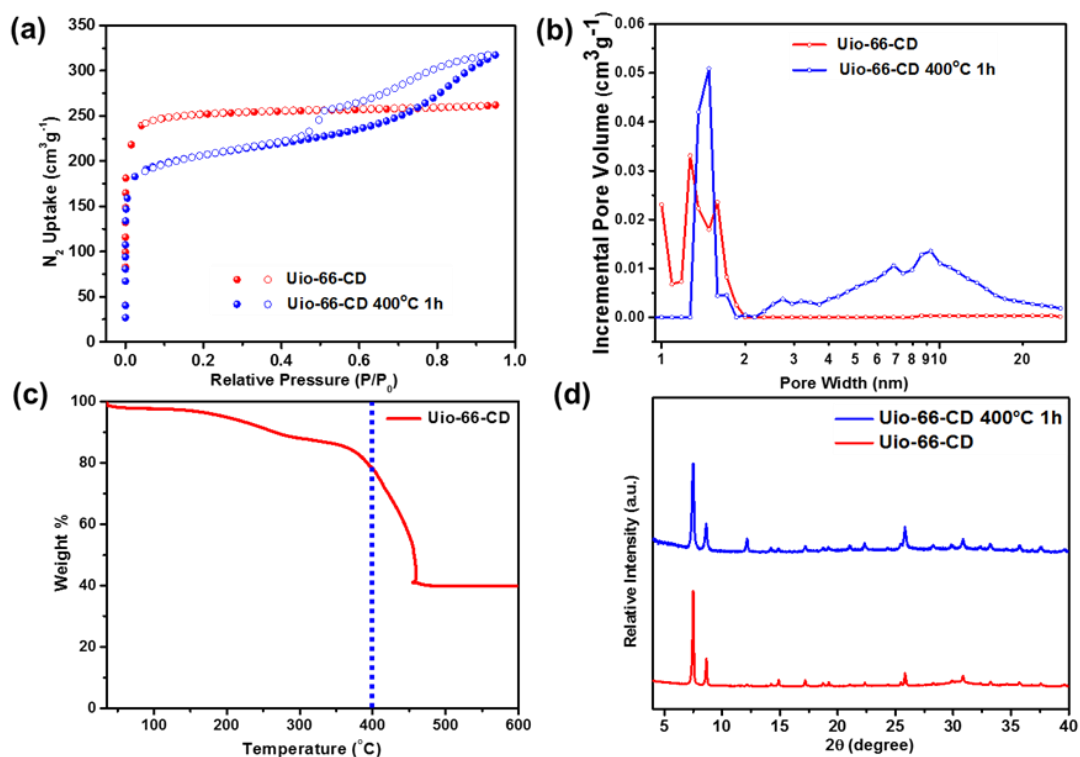 (a)
350
300
250
200
150
100
50
0
N2 Uptake (cm3g-1)
Uio-66-CD
Uio-66-CD 400°C 1h
0.0 0.2 0.4 0.6 0.8 1.0
Relative Pressure (P/P0)
(b)
0.06
0.05
0.04
0.03
0.02
0.01
0.00
Incremental Pore Volume (cm3g-1)
Uio-66-CD
Uio-66-CD 400°C 1h
1 2 3 4 5 6 7 8 910 20
Pore Width (nm)
(c)
100
80
60
40
20
0
Weight %
Uio-66-CD
100 200 300 400 500 600
Temperature (°C)
(d)
Relative Intensity (a.u.)
Uio-66-CD 400°C 1h
Uio-66-CD
5 10 15 20 25 30 35 40
2θ (degree)